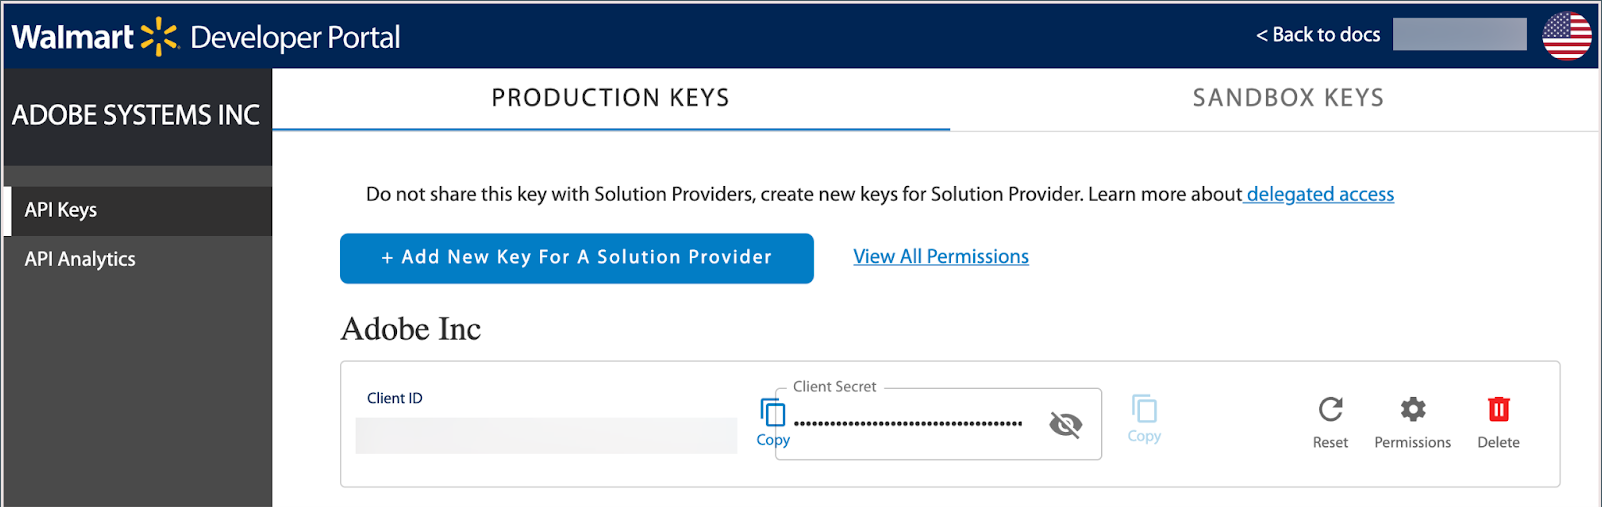 Walmart Developer Portal
< Back to docs
ADOBE SYSTEMS INC
API Keys
API Analytics
PRODUCTION KEYS
SANDBOX KEYS
Do not share this key with Solution Providers, create new keys for Solution Provider. Learn more about delegated access
+ Add New Key For A Solution Provider
View All Permissions
Adobe Inc
Client ID
Copy
Client Secret
Copy
Reset
Permissions
Delete